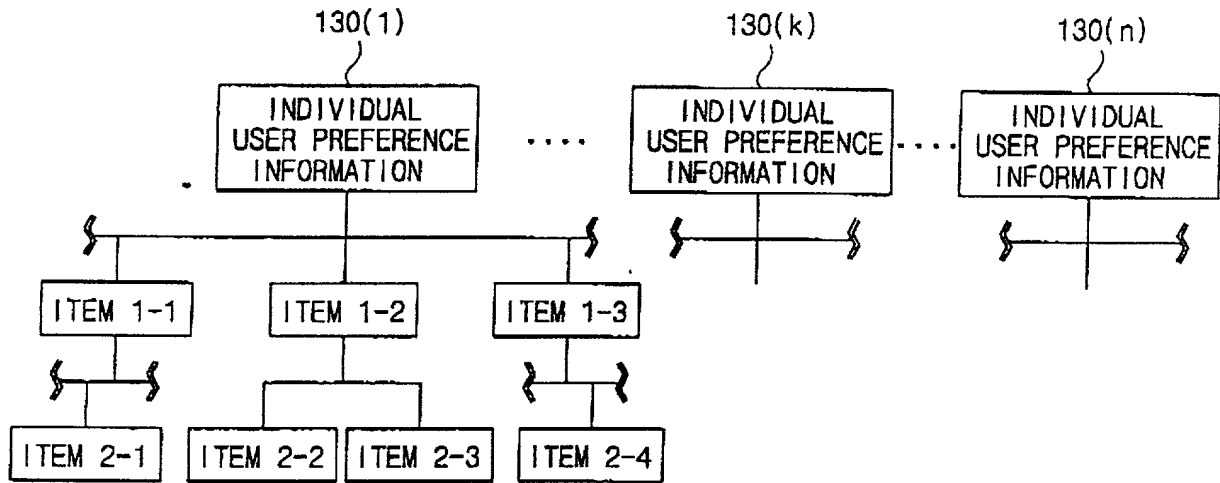 130(1)
130(k)
130(n)
INDIVIDUAL
USER PREFERENCE
INFORMATION
....
INDIVIDUAL
USER PREFERENCE
INFORMATION
....
INDIVIDUAL
USER PREFERENCE
INFORMATION
ITEM 1-1
ITEM 1-2
ITEM 1-3
ITEM 2-1
ITEM 2-2
ITEM 2-3
ITEM 2-4